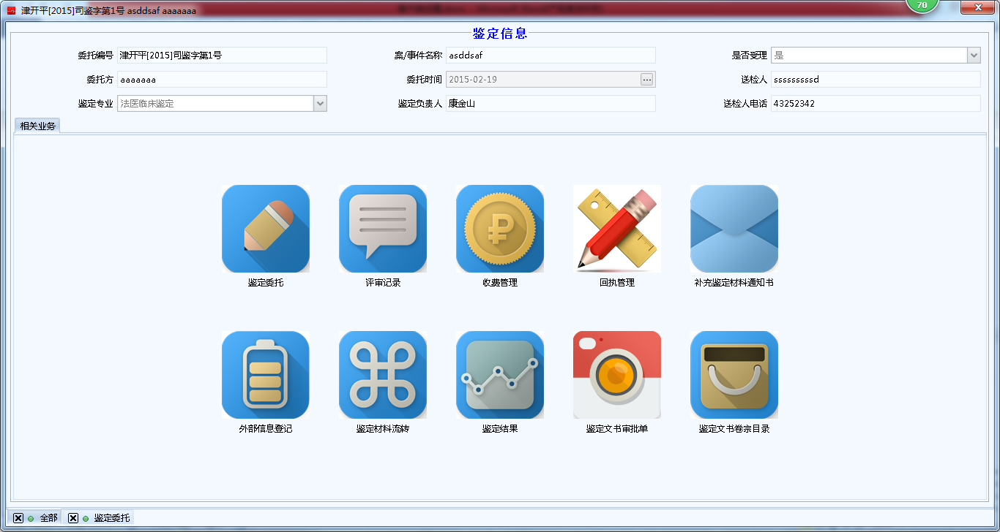 津开平[2015]司鉴字第1号 asddsaf aaaaaaa
70
鉴定信息
委托编号 津开平[2015]司鉴字第1号 案/事件名称 asddsaf 是否受理 是
委托方 aaaaaaa 委托时间 2015-02-19 ... 送检人 sssssssssd
鉴定专业 法医临床鉴定 鉴定负责人 康金山 送检人电话 43252342
相关业务
鉴定委托 评审记录 收费管理 回执管理 补充鉴定材料通知书
外部信息登记 鉴定材料流转 鉴定结果 鉴定文书审批单 鉴定文书卷宗目录
全部 鉴定委托